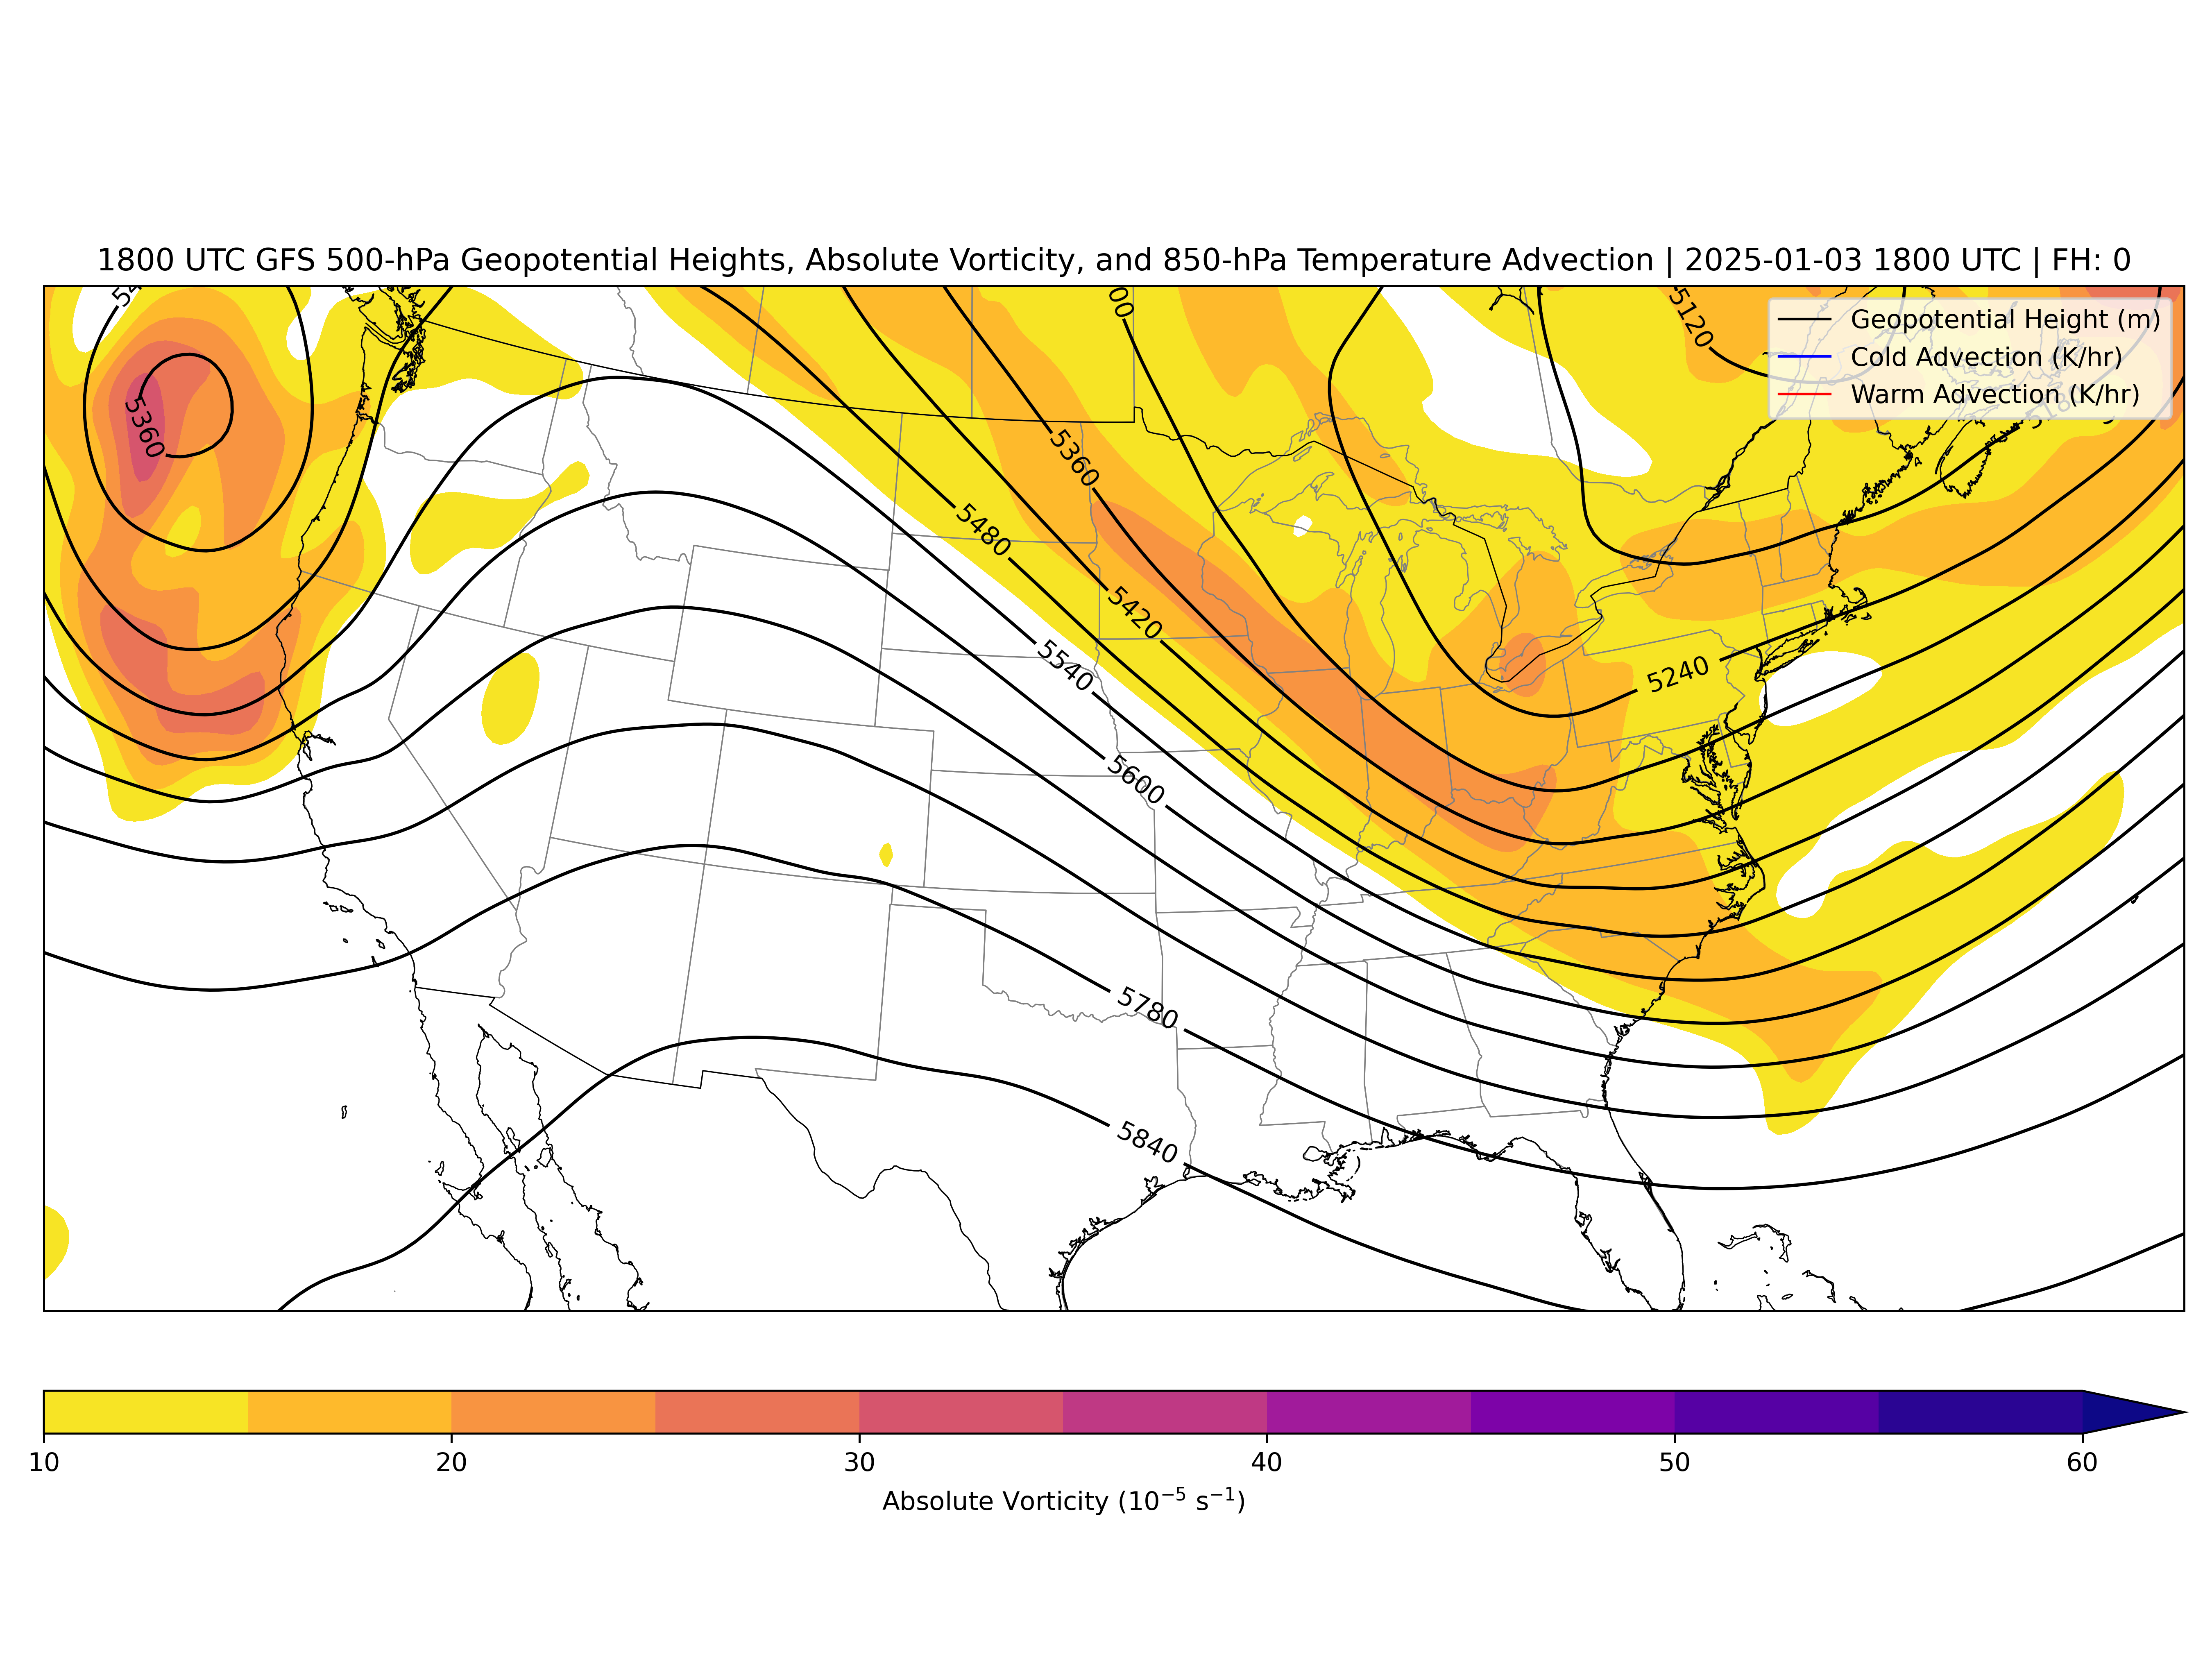 1800 UTC GFS 500-hPa Geopotential Heights, Absolute Vorticity, and 850-hPa Temperature Advection | 2025-01-03 1800 UTC | FH: 0
5120
Geopotential Height (m)
Cold Advection (K/hr)
Warm Advection (K/hr)
5360
5360
5480
5420
5540
5240
5600
5780
5840
10 20 30 40 50 60
Absolute Vorticity (10⁻⁵ s⁻¹)